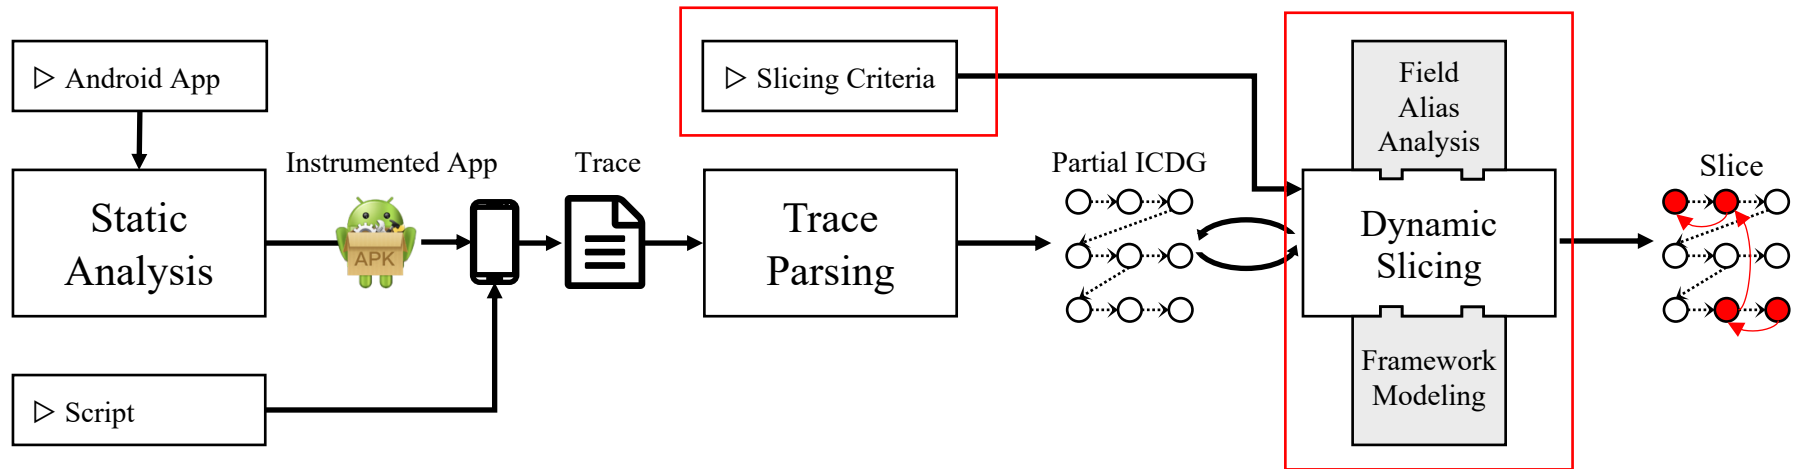 Android App
Static
Analysis
Script
Instrumented App
APK
Trace
Slicing Criteria
Trace
Parsing
Partial ICDG
Field
Alias
Analysis
Dynamic
Slicing
Framework
Modeling
Slice